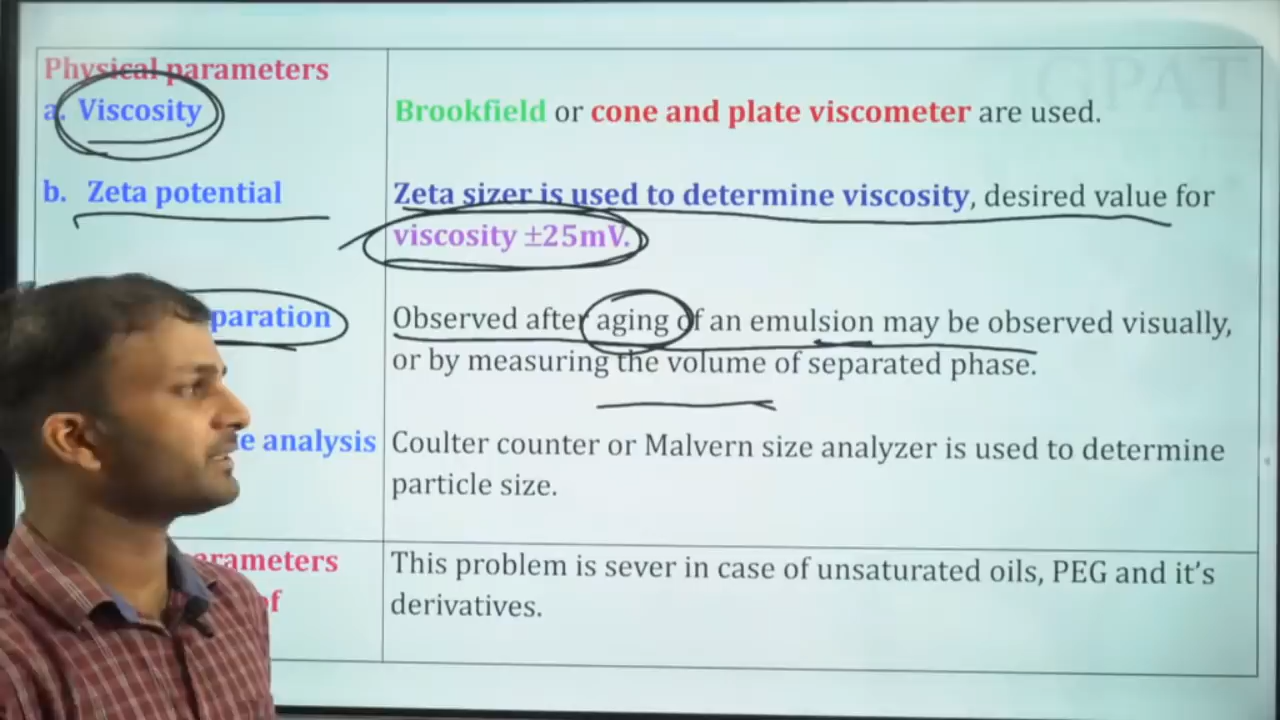 GPAT
Physical parameters
a. Viscosity
Brookfield or cone and plate viscometer are used.
b. Zeta potential
Zeta sizer is used to determine viscosity, desired value for
viscosity ±25mV.
paration
Observed after aging of an emulsion may be observed visually,
or by measuring the volume of separated phase.
e analysis
Coulter counter or Malvern size analyzer is used to determine
particle size.
rameters
of
This problem is sever in case of unsaturated oils, PEG and it's
derivatives.